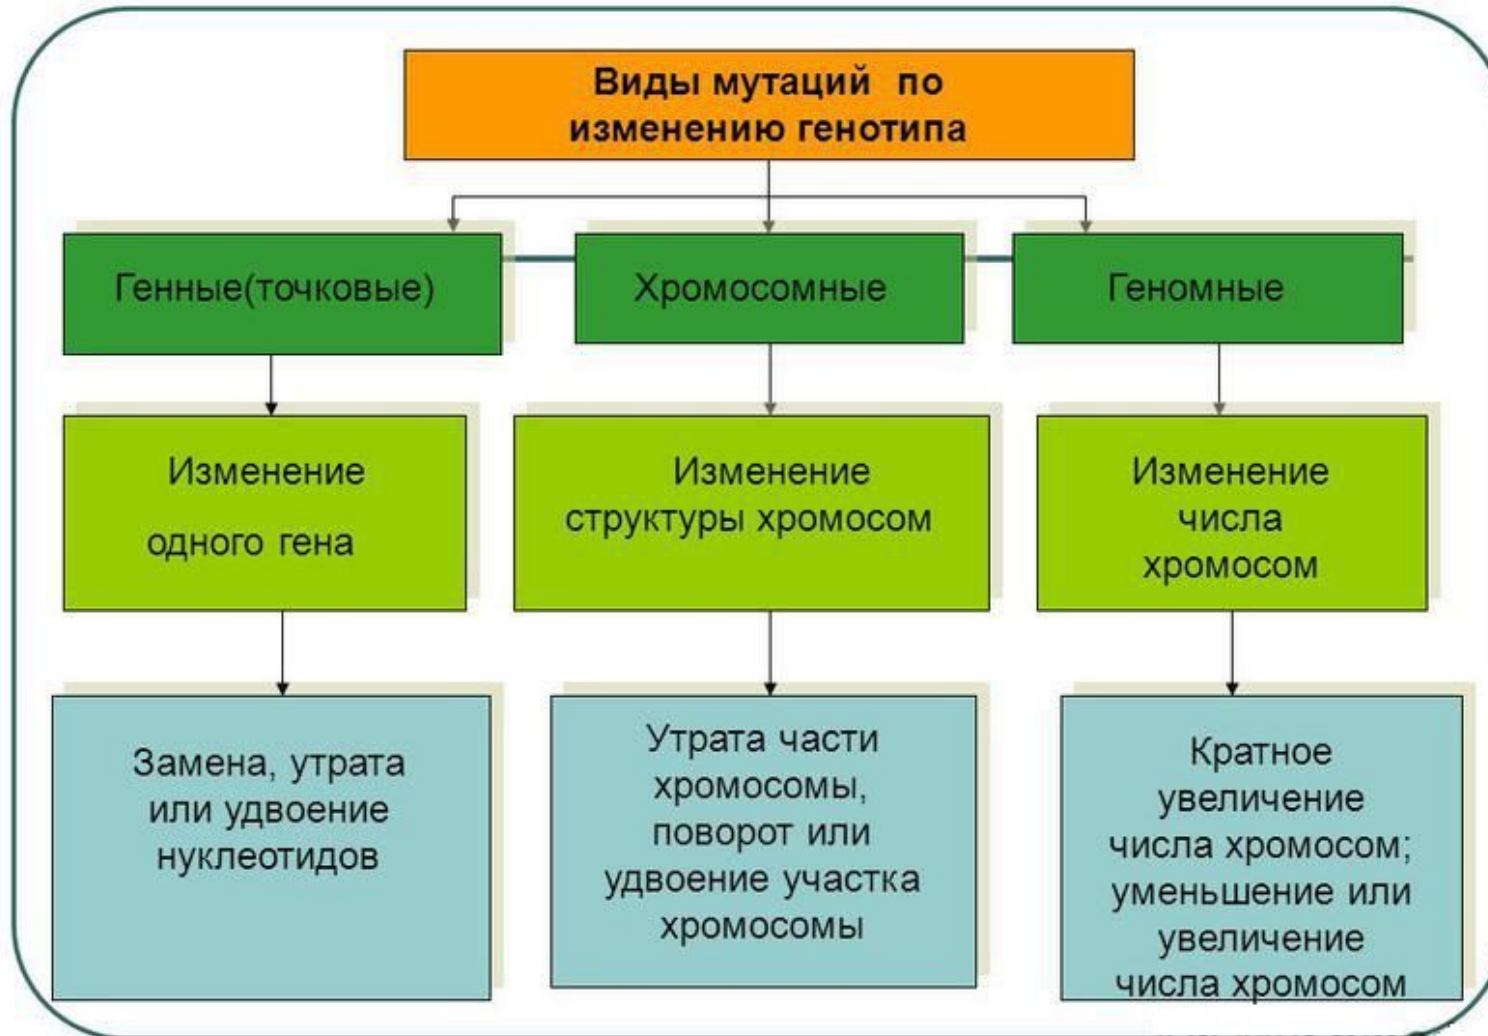 Виды мутаций по
изменению генотипа
Генные(точковые)
Хромосомные
Геномные
Изменение
одного гена
Изменение
структуры хромосом
Изменение
числа
хромосом
Замена, утрата
или удвоение
нуклеотидов
Утрата части
хромосомы,
поворот или
удвоение участка
хромосомы
Кратное
увеличение
числа хромосом;
уменьшение или
увеличение
числа хромосом